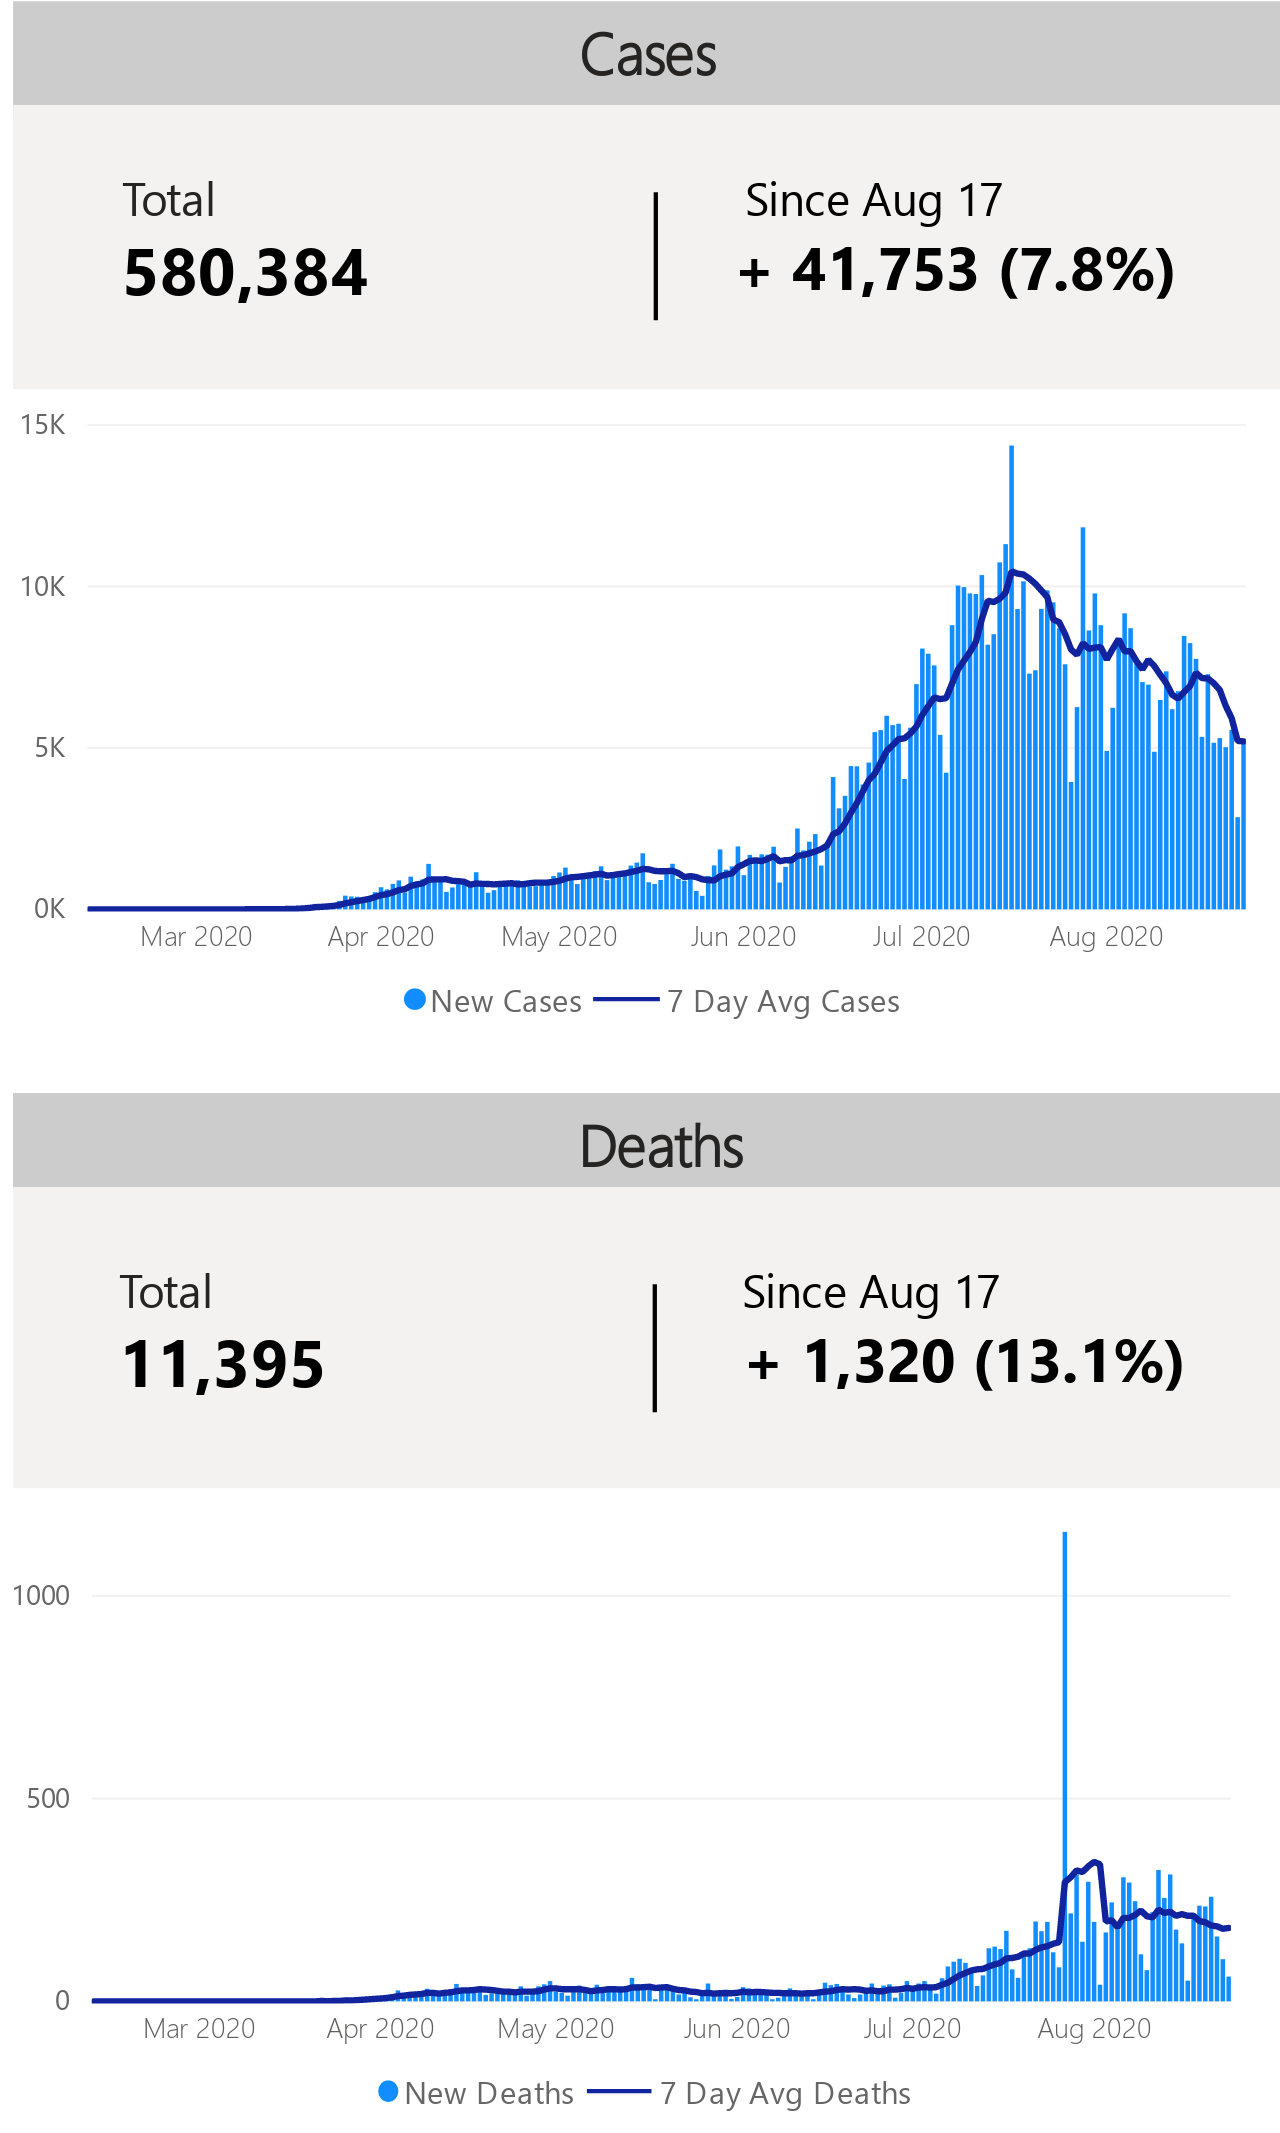 Cases
Total
580,384
Since Aug 17
+ 41,753 (7.8%)
15K
10K
5K
0K
Mar 2020 Apr 2020 May 2020 Jun 2020 Jul 2020 Aug 2020
New Cases 7 Day Avg Cases
Deaths
Total
11,395
Since Aug 17
+ 1,320 (13.1%)
1000
500
0
Mar 2020 Apr 2020 May 2020 Jun 2020 Jul 2020 Aug 2020
New Deaths 7 Day Avg Deaths